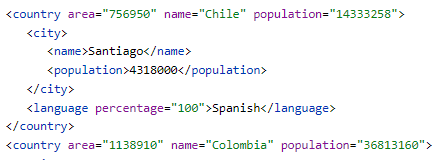 <country area="756950" name="Chile" population="14333258">
<city>
<name>Santiago</name>
<population>4318000</population>
</city>
<language percentage="100">Spanish</language>
</country>
<country area="1138910" name="Colombia" population="36813160">